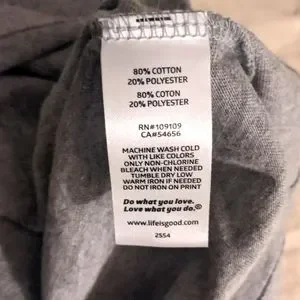 80% COTTON
20% POLYESTER
80% COTON
20% POLYESTER
RN#109109
CA#54656
MACHINE WASH COLD
WITH LIKE COLORS
ONLY NON-CHLORINE
BLEACH WHEN NEEDED
TUMBLE DRY LOW
WARM IRON IF NEEDED
DO NOT IRON ON PRINT
Do what you love.
Love what you do.®
www.lifeisgood.com
2554